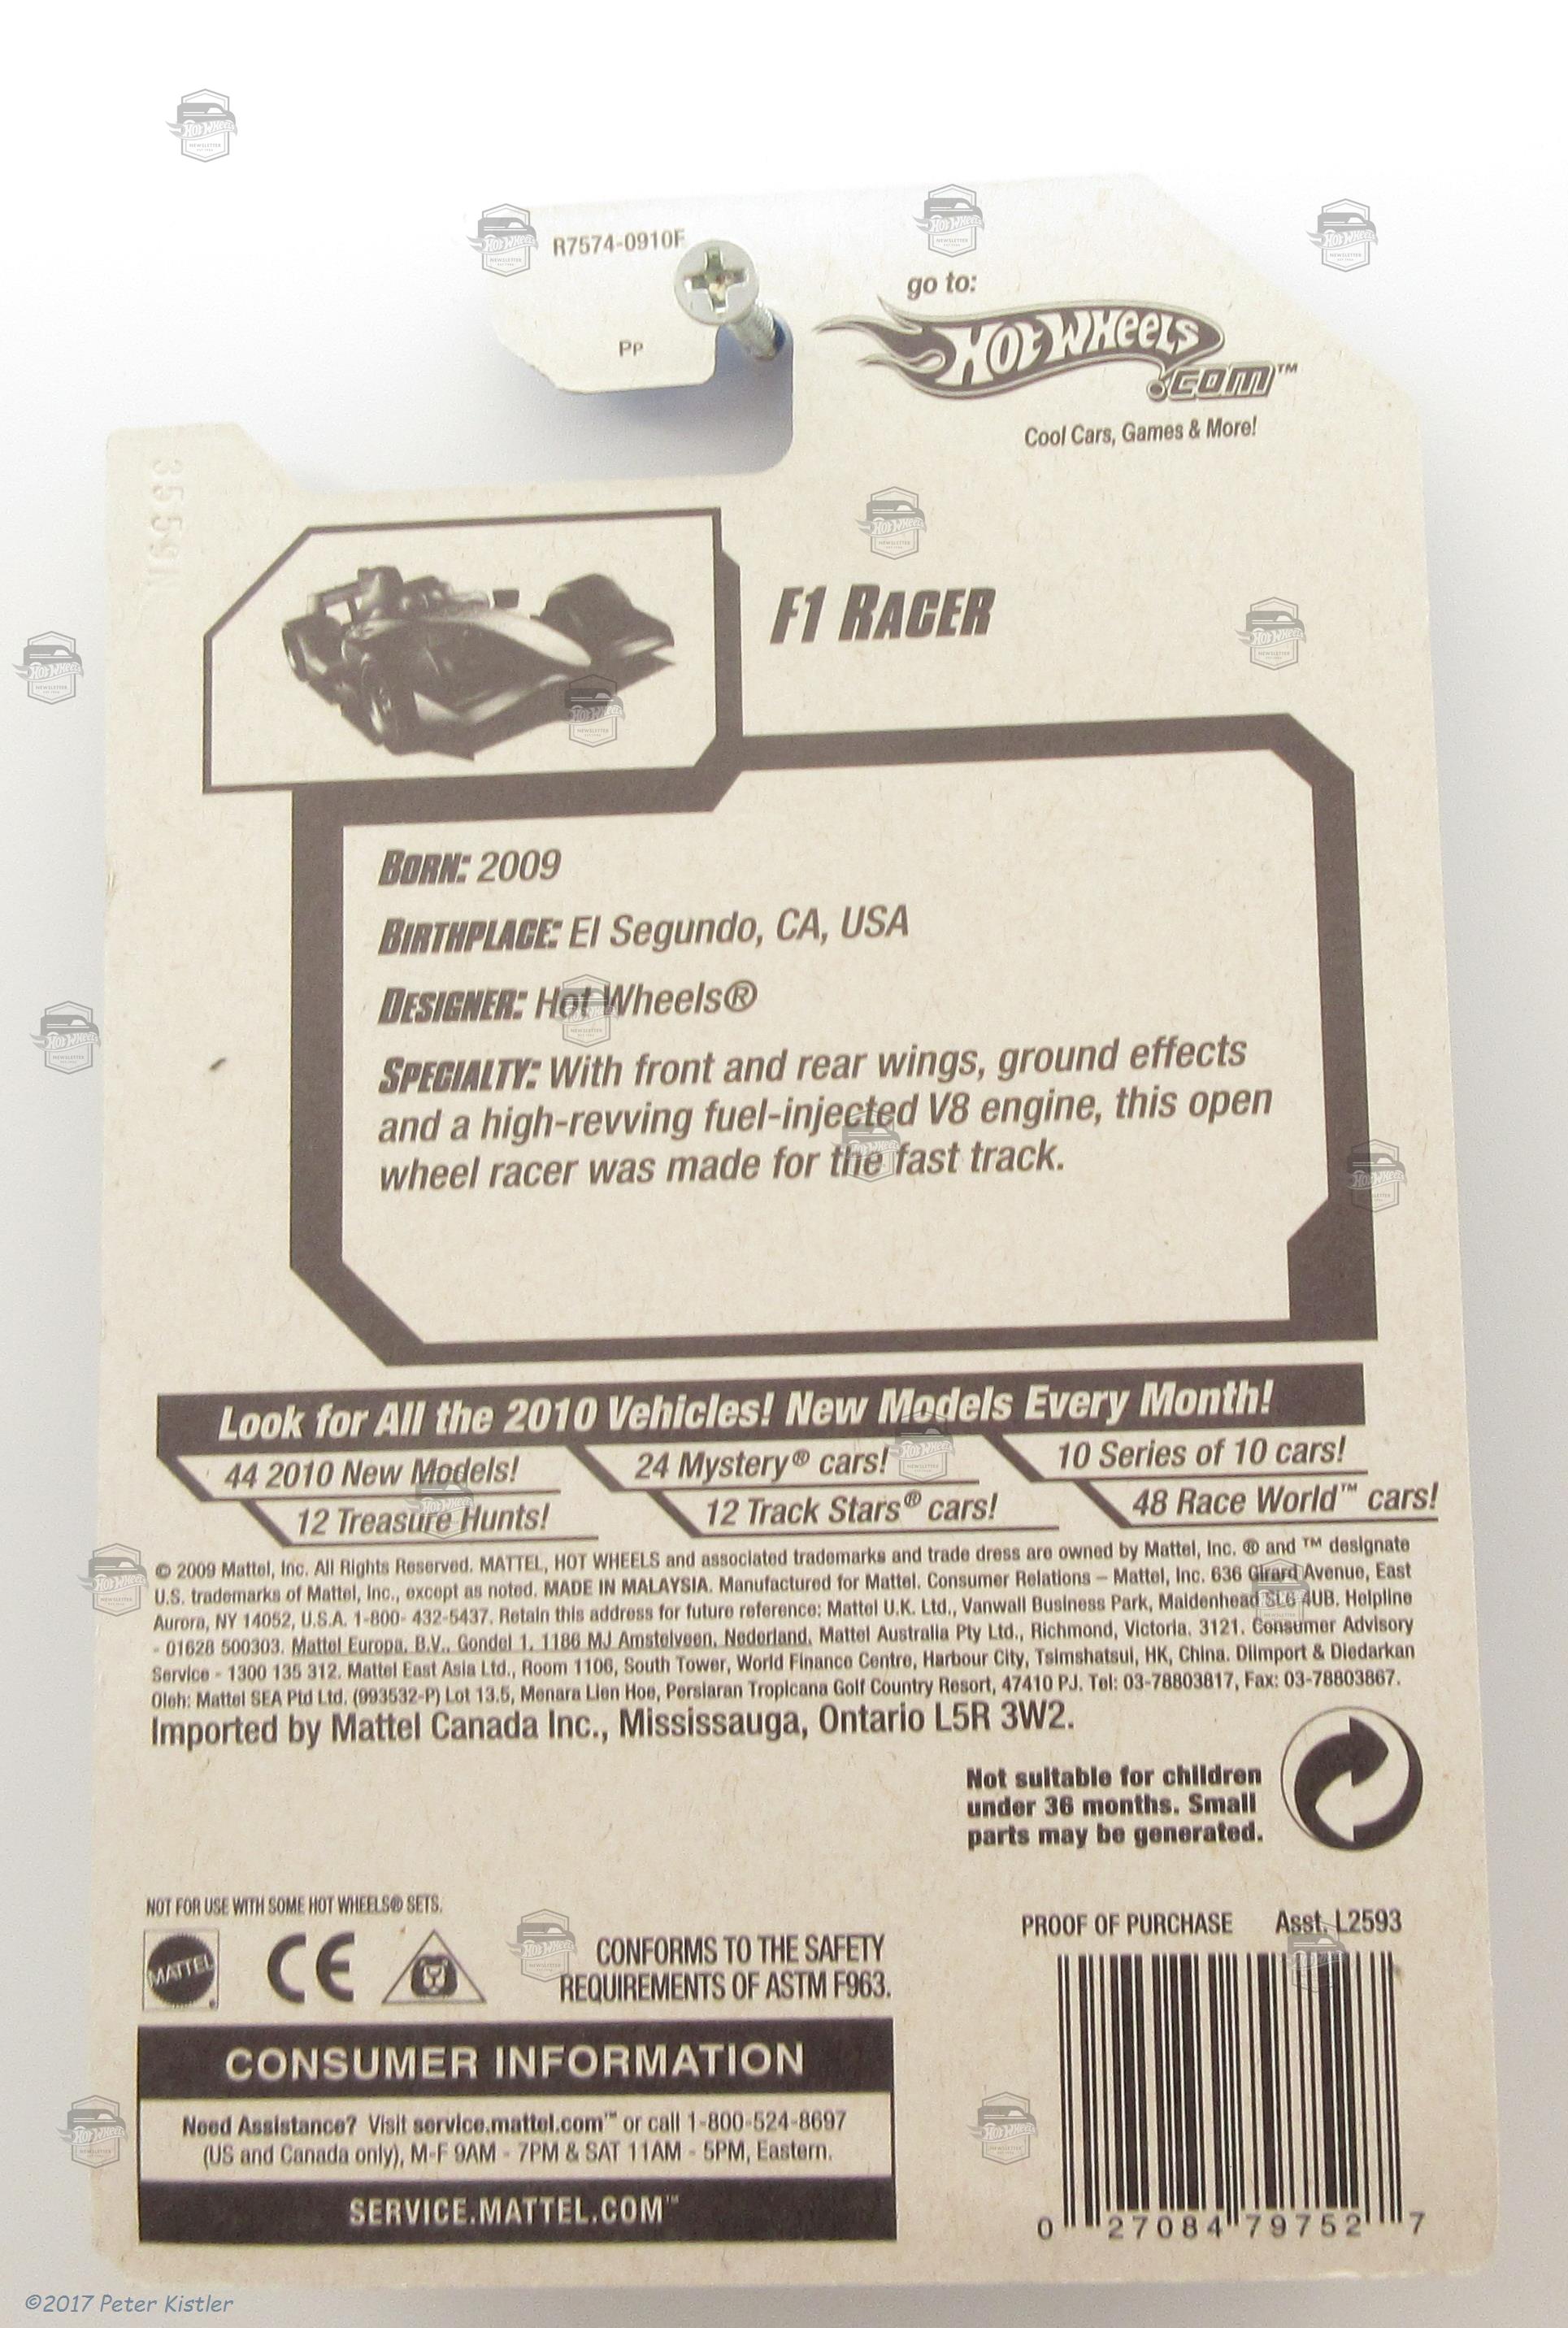 R7574-0910F
Pp
go to:
Hot Wheels
.com™
Cool Cars, Games & More!
35591
F1 RACER
BORN: 2009
BIRTHPLACE: El Segundo, CA, USA
DESIGNER: Hot Wheels®
SPECIALTY: With front and rear wings, ground effects
and a high-revving fuel-injected V8 engine, this open
wheel racer was made for the fast track.
Look for All the 2010 Vehicles! New Models Every Month!
44 2010 New Models!
24 Mystery® cars!
10 Series of 10 cars!
12 Treasure Hunts!
12 Track Stars® cars!
48 Race World™ cars!
© 2009 Mattel, Inc. All Rights Reserved. MATTEL, HOT WHEELS and associated trademarks and trade dress are owned by Mattel, Inc. ® and ™ designate
U.S. trademarks of Mattel, Inc., except as noted. MADE IN MALAYSIA. Manufactured for Mattel. Consumer Relations – Mattel, Inc. 636 Girard Avenue, East
Aurora, NY 14052, U.S.A. 1-800- 432-5437. Retain this address for future reference: Mattel U.K. Ltd., Vanwall Business Park, Maidenhead SL6 4UB. Helpline
- 01628 500303. Mattel Europa, B.V., Gondel 1, 1186 MJ Amstelveen, Nederland. Mattel Australia Pty Ltd., Richmond, Victoria. 3121. Consumer Advisory
Service - 1300 135 312. Mattel East Asia Ltd., Room 1106, South Tower, World Finance Centre, Harbour City, Tsimshatsui, HK, China. Diimport & Diedarkan
Oleh: Mattel SEA Ptd Ltd. (993532-P) Lot 13.5, Menara Lien Hoe, Persiaran Tropicana Golf Country Resort, 47410 PJ. Tel: 03-78803817, Fax: 03-78803867.
Imported by Mattel Canada Inc., Mississauga, Ontario L5R 3W2.
Not suitable for children
under 36 months. Small
parts may be generated.
NOT FOR USE WITH SOME HOT WHEELS® SETS.
MATTEL
CE
CONFORMS TO THE SAFETY
REQUIREMENTS OF ASTM F963.
PROOF OF PURCHASE Asst. L2593
CONSUMER INFORMATION
Need Assistance? Visit service.mattel.com™ or call 1-800-524-8697
(US and Canada only), M-F 9AM - 7PM & SAT 11AM - 5PM, Eastern.
SERVICE.MATTEL.COM™
0 27084 79752 7
©2017 Peter Kistler